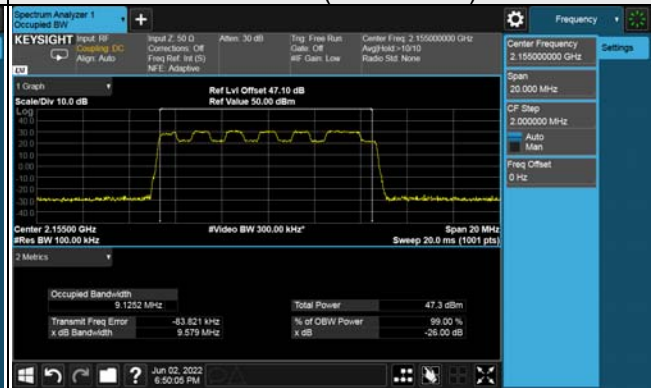 Spectrum Analyzer 1
Occupied BW
Frequency
KEYSIGHT
Input: RF
Coupling: DC
Align: Auto
Input Z: 50 Ω
Corrections: Off
Freq Ref: Int (S)
NFE: Adaptive
Atten: 30 dB
Trig: Free Run
Gate: Off
#IF Gain: Low
Center Freq: 2.155000000 GHz
Avg|Hold:>10/10
Radio Std: None
Center Frequency
2.155000000 GHz
Settings
Span
20.000 MHz
CF Step
2.000000 MHz
Auto
Man
Freq Offset
0 Hz
1 Graph
Scale/Div 10.0 dB
Ref Lvl Offset 47.10 dB
Ref Value 50.00 dBm
Log
40.0
30.0
20.0
10.0
0.00
-10.0
-20.0
-30.0
-40.0
Center 2.15500 GHz
#Res BW 100.00 kHz
#Video BW 300.00 kHz*
Span 20 MHz
Sweep 20.0 ms (1001 pts)
2 Metrics
Occupied Bandwidth
9.1252 MHz
Total Power 47.3 dBm
Transmit Freq Error -83.821 kHz
% of OBW Power 99.00 %
x dB Bandwidth 9.579 MHz
x dB -26.00 dB
Jun 02, 2022
6:50:05 PM